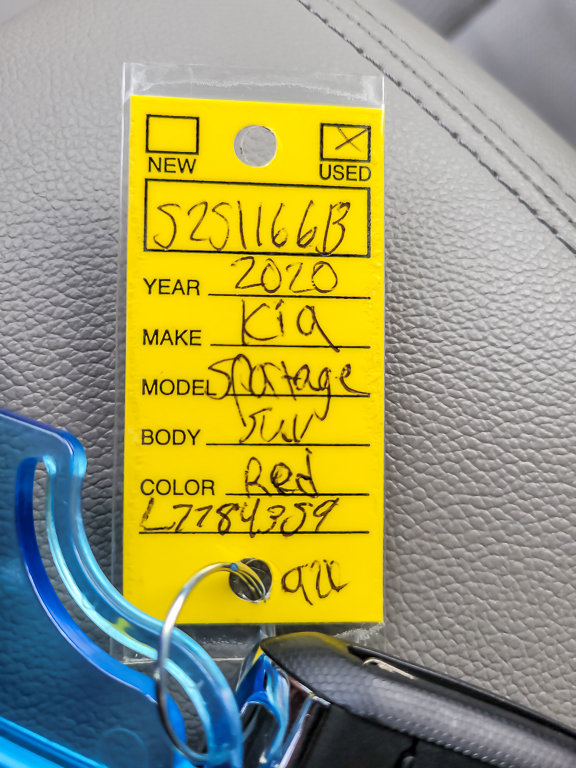 NEW USED
S2S1166B
YEAR 2020
MAKE Kia
MODEL Sportage
BODY SUV
COLOR Red
L7784359